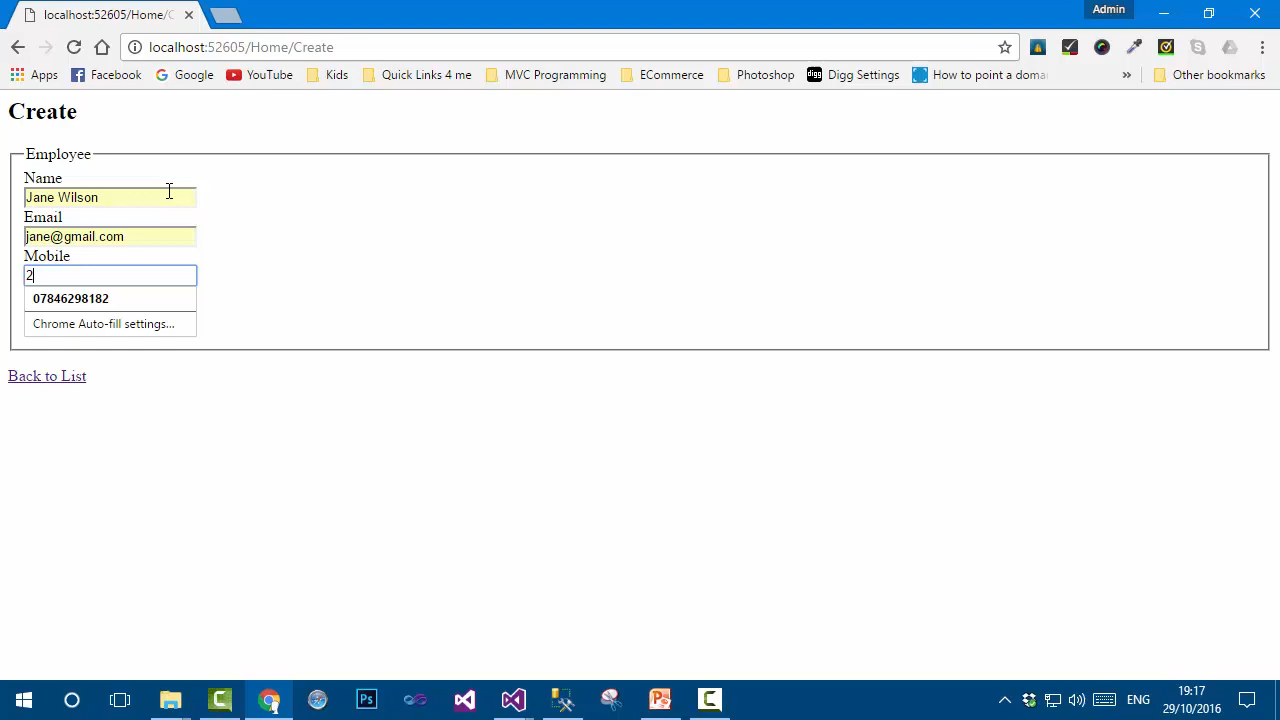 localhost:52605/Home/C
Admin
localhost:52605/Home/Create
Apps
Facebook
Google
YouTube
Kids
Quick Links 4 me
MVC Programming
ECommerce
Photoshop
digg
Digg Settings
How to point a doma
»
Other bookmarks
Create
Employee
Name
Jane Wilson
Email
jane@gmail.com
Mobile
2
07846298182
Chrome Auto-fill settings...
Back to List
Ps
ENG
19:17
29/10/2016